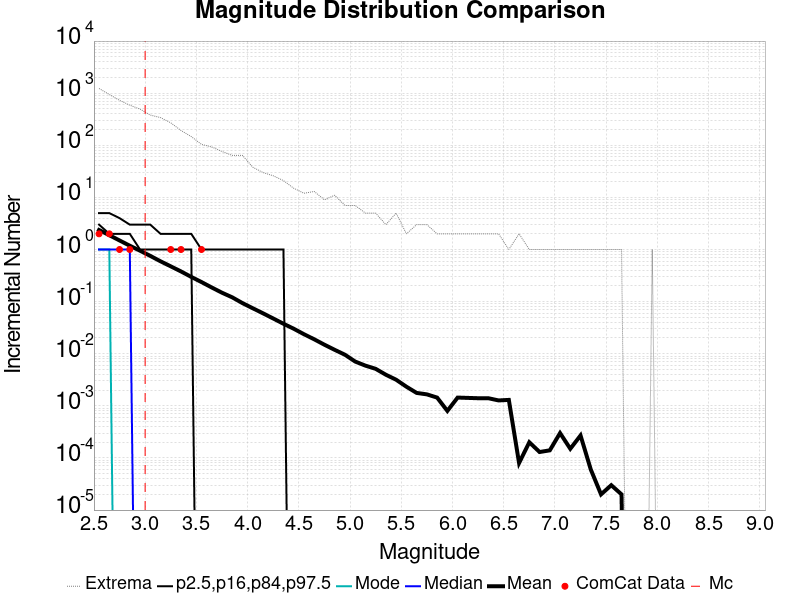 Magnitude Distribution Comparison
10^4
10^3
10^2
10^1
10^0
10^-1
10^-2
10^-3
10^-4
10^-5
Incremental Number
2.5 3.0 3.5 4.0 4.5 5.0 5.5 6.0 6.5 7.0 7.5 8.0 8.5 9.0
Magnitude
Extrema p2.5,p16,p84,p97.5 Mode Median Mean ComCat Data Mc